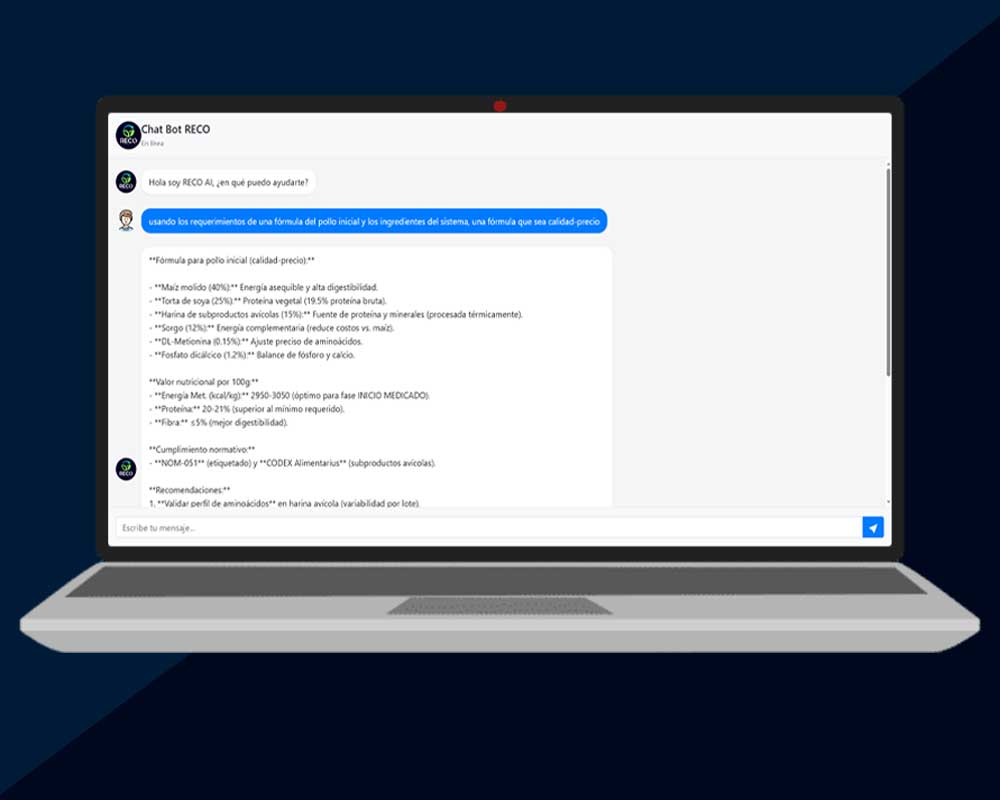 Chat Bot RECO
RECO
En línea
RECO
Hola soy RECO AI, ¿en qué puedo ayudarte?
usando los requerimientos de una fórmula del pollo inicial y los ingredientes del sistema, una fórmula que sea calidad-precio
**Fórmula para pollo inicial (calidad-precio):**
- **Maíz molido (40%):** Energía asequible y alta digestibilidad.
- **Torta de soya (25%):** Proteína vegetal (19.5% proteína bruta).
- **Harina de subproductos avícolas (15%):** Fuente de proteína y minerales (procesada térmicamente).
- **Sorgo (12%):** Energía complementaria (reduce costos vs. maíz).
- **DL-Metionina (0.15%):** Ajuste preciso de aminoácidos.
- **Fosfato dicálcico (1.2%):** Balance de fósforo y calcio.
**Valor nutricional por 100g:**
- **Energía Met. (kcal/kg):** 2950-3050 (óptimo para fase INICIO MEDICADO).
- **Proteína:** 20-21% (superior al mínimo requerido).
- **Fibra:** ≤5% (mejor digestibilidad).
**Cumplimiento normativo:**
- **NOM-051** (etiquetado) y **CODEX Alimentarius** (subproductos avícolas).
RECO
**Recomendaciones:**
1. **Validar perfil de aminoácidos** en harina avícola (variabilidad por lote).
Escribe tu mensaje...